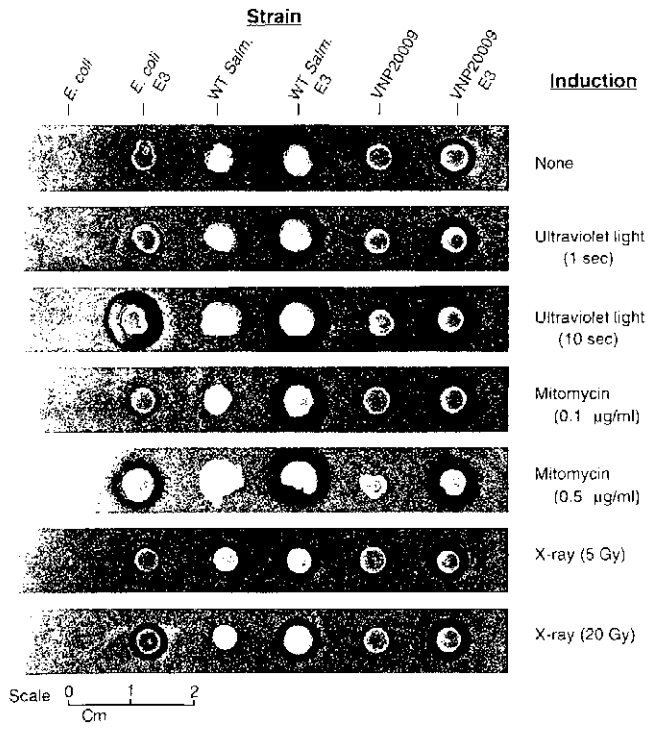 Strain
E. coli
E. coli
E3
WT Salm.
WT Salm.
E3
VNP20009
VNP20009
E3
Induction
None
Ultraviolet light
(1 sec)
Ultraviolet light
(10 sec)
Mitomycin
(0.1 µg/ml)
Mitomycin
(0.5 µg/ml)
X-ray (5 Gy)
X-ray (20 Gy)
Scale 0 1 2
Cm